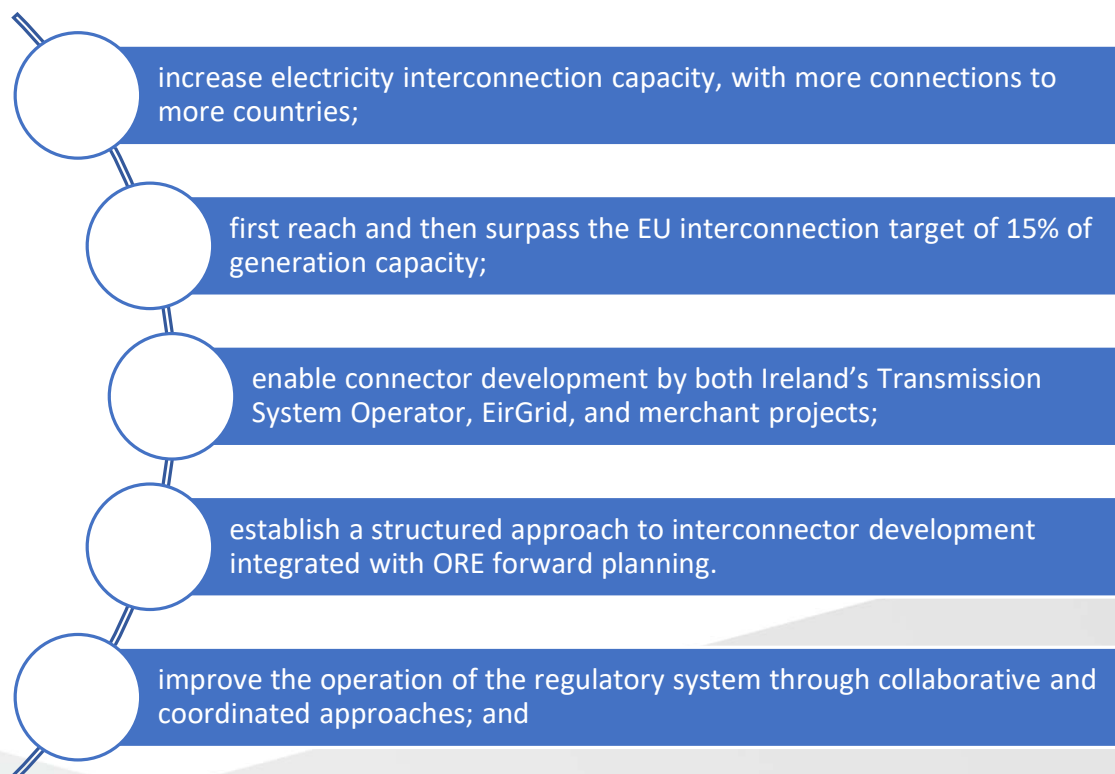 increase electricity interconnection capacity, with more connections to
more countries;
first reach and then surpass the EU interconnection target of 15% of
generation capacity;
enable connector development by both Ireland’s Transmission
System Operator, EirGrid, and merchant projects;
establish a structured approach to interconnector development
integrated with ORE forward planning.
improve the operation of the regulatory system through collaborative and
coordinated approaches; and